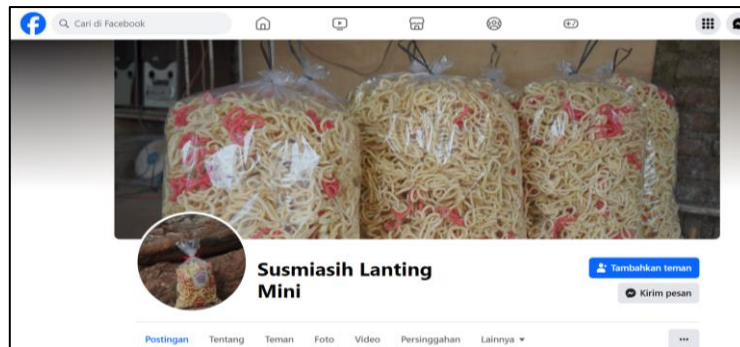 Cari di Facebook
Susmiasih Lanting
Mini
Tambahkan teman
Kirim pesan
Postingan Tentang Teman Foto Video Persinggahan Lainnya